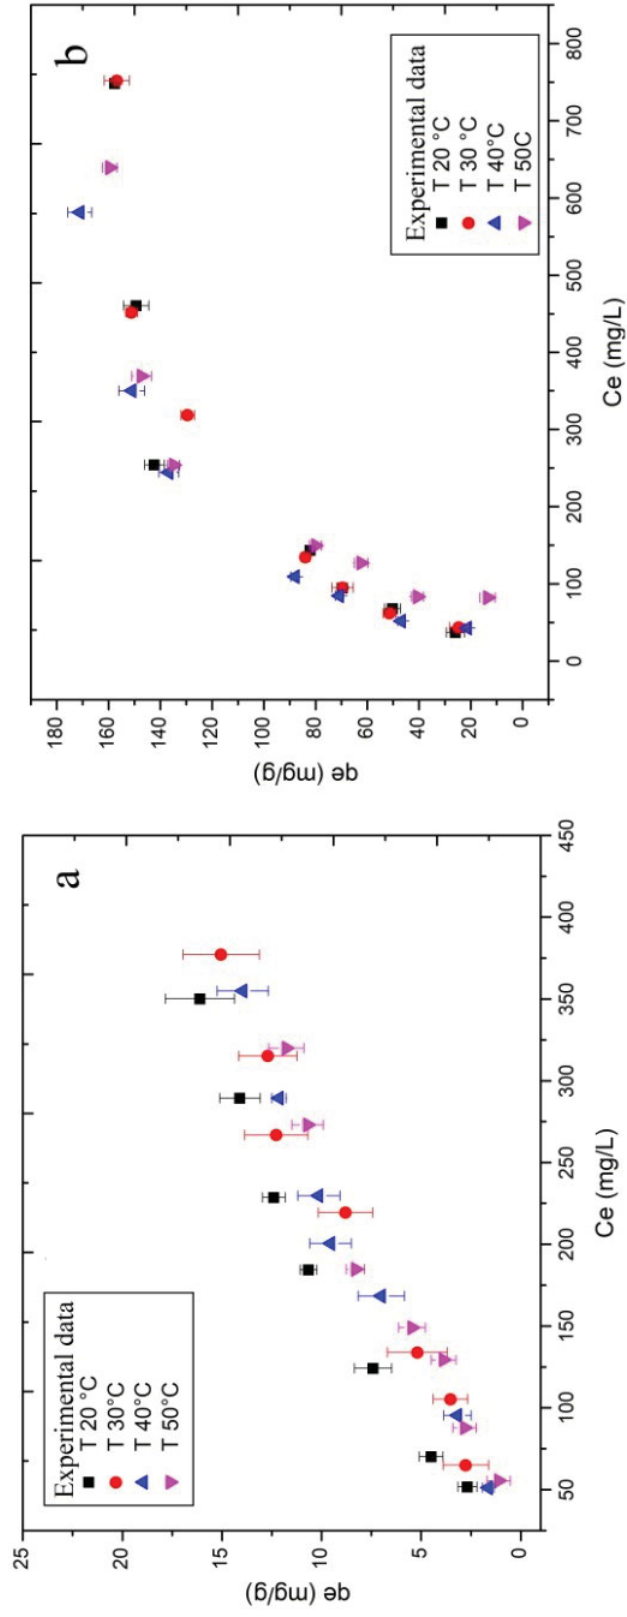 a
Experimental data
T 20 °C
T 30°C
T 40°C
T 50°C
25
20
15
10
5
0
qe (mg/g)
50
100
150
200
250
300
350
400
450
Ce (mg/L)
b
Experimental data
T 20 °C
T 30 °C
T 40°C
T 50C
180
160
140
120
100
80
60
40
20
0
qe (mg/g)
0
100
200
300
400
500
600
700
800
Ce (mg/L)